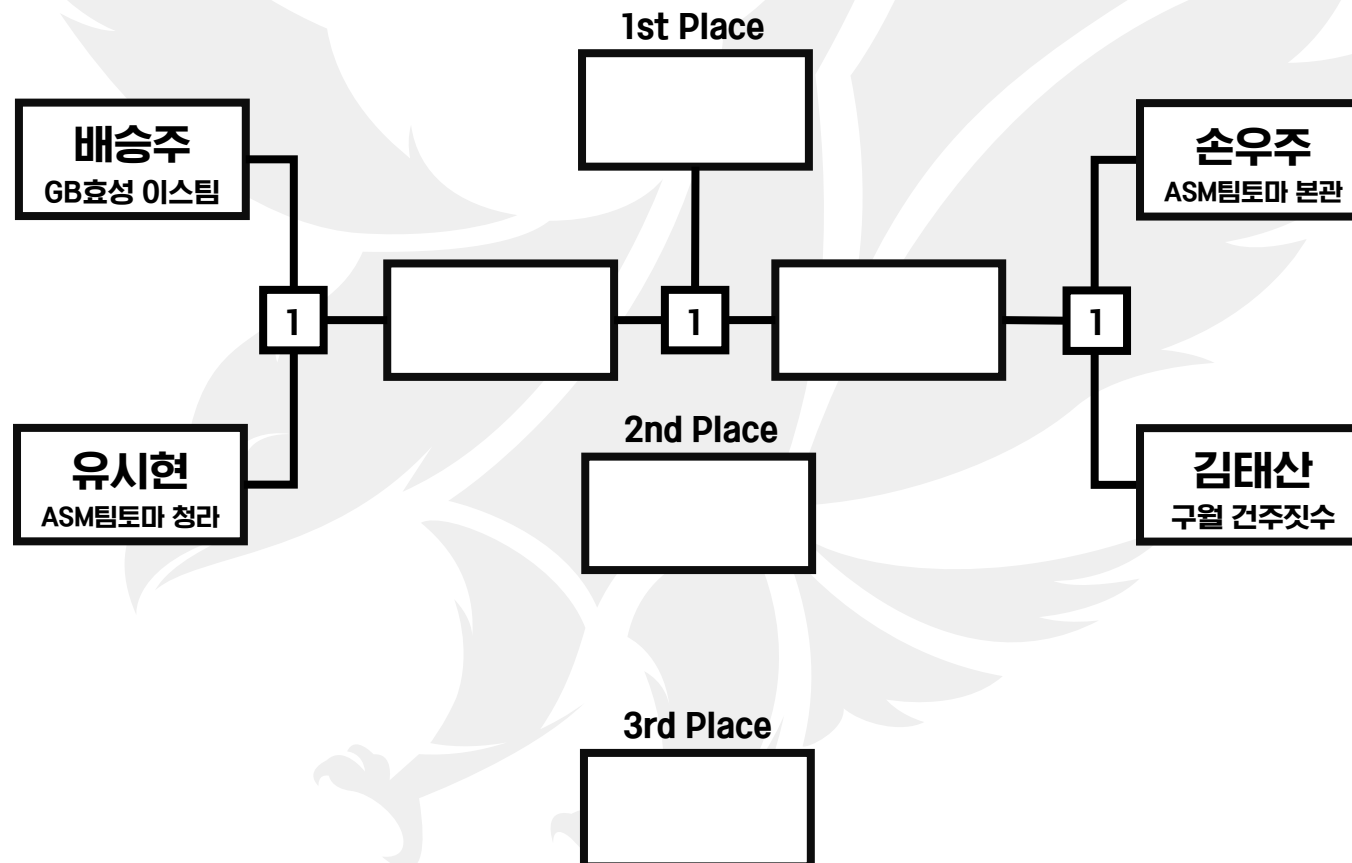 1st Place
배승주
GB효성 이스팀
손우주
ASM팀토마 본관
1
1
1
2nd Place
유시현
ASM팀토마 청라
김태산
구월 건주짓수
3rd Place